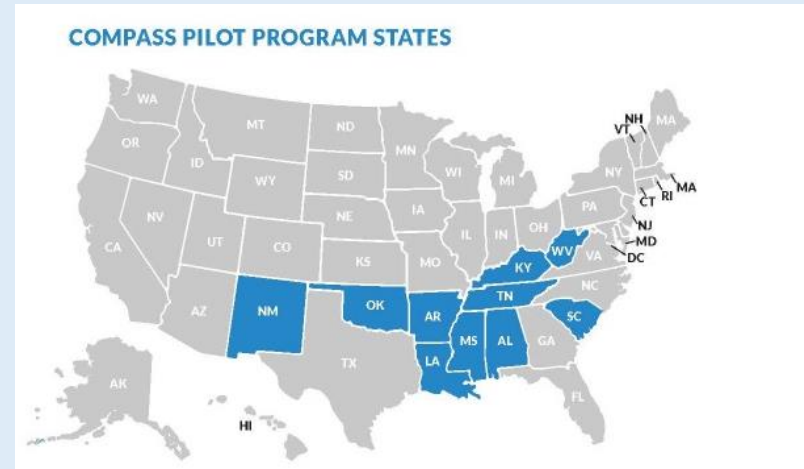 COMPASS PILOT PROGRAM STATES
WA
MT
ND
MN
NH
VT
MA
OR
ID
WY
SD
WI
MI
NY
MA
RI
CT
NV
NE
IA
PA
NJ
CA
UT
CO
IL
IN
OH
MD
KS
MO
WV
VA
DC
KY
NC
AZ
NM
OK
AR
TN
SC
MS
AL
GA
LA
TX
AK
FL
HI